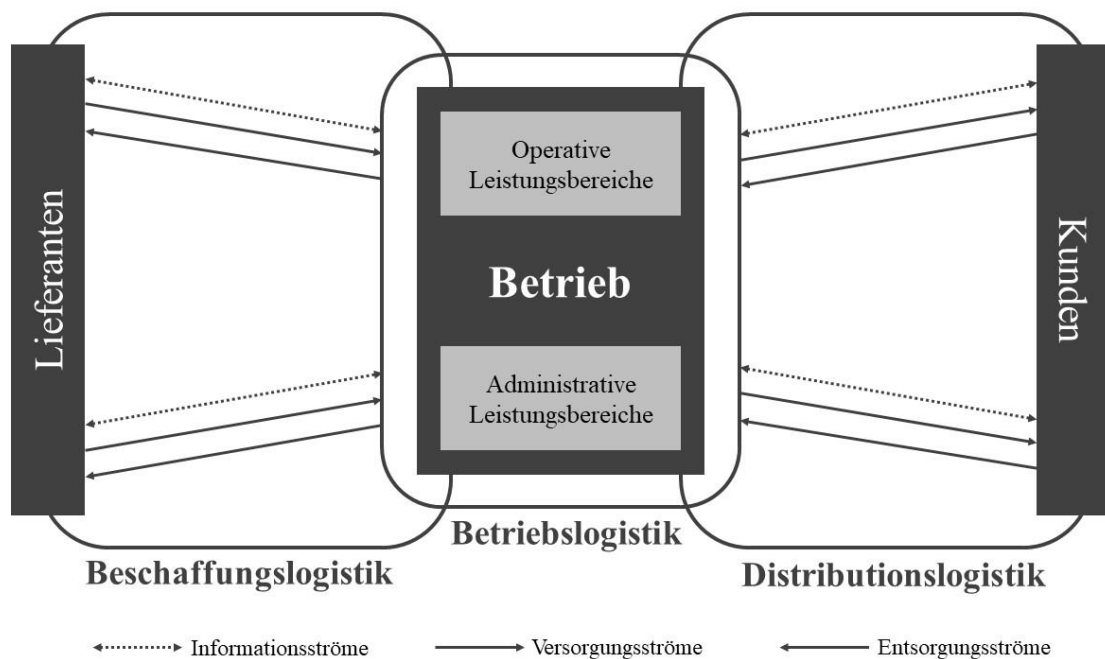 Lieferanten
Operative
Leistungsbereiche
Betrieb
Administrative
Leistungsbereiche
Kunden
Betriebslogistik
Beschaffungslogistik
Distributionslogistik
Informationsströme
Versorgungsströme
Entsorgungsströme